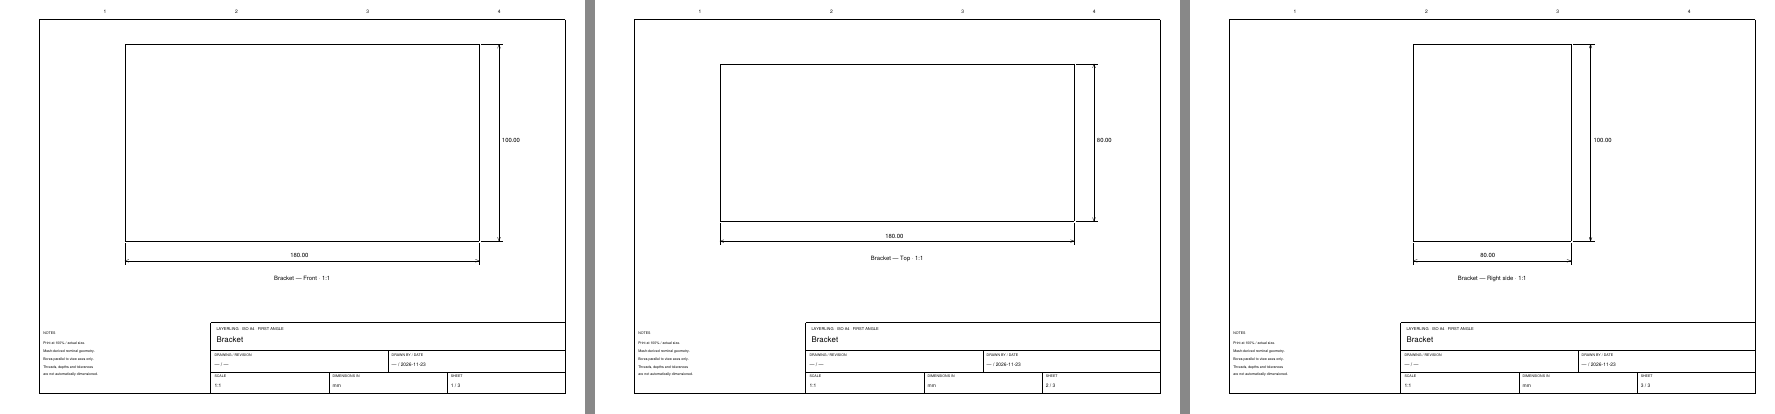 1 2 3 4
100.00
180.00
Bracket — Front · 1:1
NOTES
Print at 100% / actual size.
Mesh-derived nominal geometry.
Bores parallel to view axes only.
Threads, depths and tolerances
are not automatically dimensioned.
LAYERLING · ISO A4 · FIRST ANGLE
Bracket
DRAWING / REVISION
DRAWN BY / DATE
— / —
— / 2026-11-23
SCALE
DIMENSIONS IN
SHEET
1:1
mm
1 / 3
1 2 3 4
80.00
180.00
Bracket — Top · 1:1
NOTES
Print at 100% / actual size.
Mesh-derived nominal geometry.
Bores parallel to view axes only.
Threads, depths and tolerances
are not automatically dimensioned.
LAYERLING · ISO A4 · FIRST ANGLE
Bracket
DRAWING / REVISION
DRAWN BY / DATE
— / —
— / 2026-11-23
SCALE
DIMENSIONS IN
SHEET
1:1
mm
2 / 3
1 2 3 4
100.00
80.00
Bracket — Right side · 1:1
NOTES
Print at 100% / actual size.
Mesh-derived nominal geometry.
Bores parallel to view axes only.
Threads, depths and tolerances
are not automatically dimensioned.
LAYERLING · ISO A4 · FIRST ANGLE
Bracket
DRAWING / REVISION
DRAWN BY / DATE
— / —
— / 2026-11-23
SCALE
DIMENSIONS IN
SHEET
1:1
mm
3 / 3